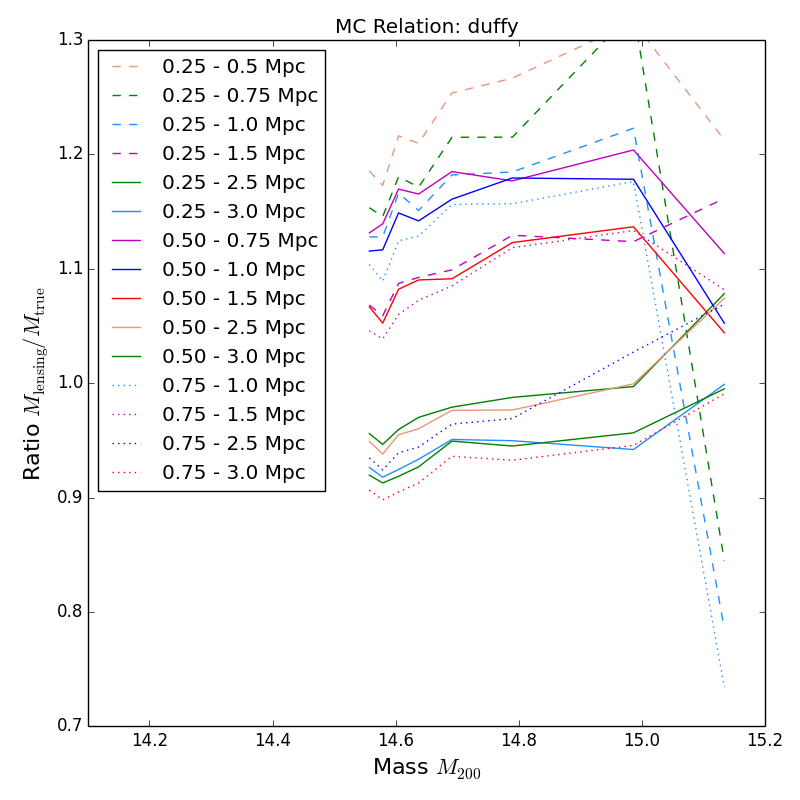 MC Relation: duffy
1.3
1.2
1.1
1.0
0.9
0.8
0.7
Ratio M_lensing/M_true
0.25 - 0.5 Mpc
0.25 - 0.75 Mpc
0.25 - 1.0 Mpc
0.25 - 1.5 Mpc
0.25 - 2.5 Mpc
0.25 - 3.0 Mpc
0.50 - 0.75 Mpc
0.50 - 1.0 Mpc
0.50 - 1.5 Mpc
0.50 - 2.5 Mpc
0.50 - 3.0 Mpc
0.75 - 1.0 Mpc
0.75 - 1.5 Mpc
0.75 - 2.5 Mpc
0.75 - 3.0 Mpc
14.2 14.4 14.6 14.8 15.0 15.2
Mass M_200